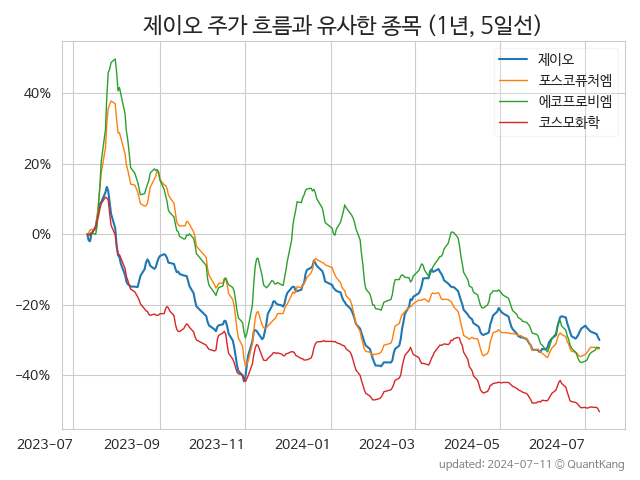 제이오 주가 흐름과 유사한 종목 (1년, 5일선)
제이오
포스코퓨처엠
에코프로비엠
코스모화학
40%
20%
0%
−20%
−40%
2023-07 2023-09 2023-11 2024-01 2024-03 2024-05 2024-07
updated: 2024-07-11 © QuantKang